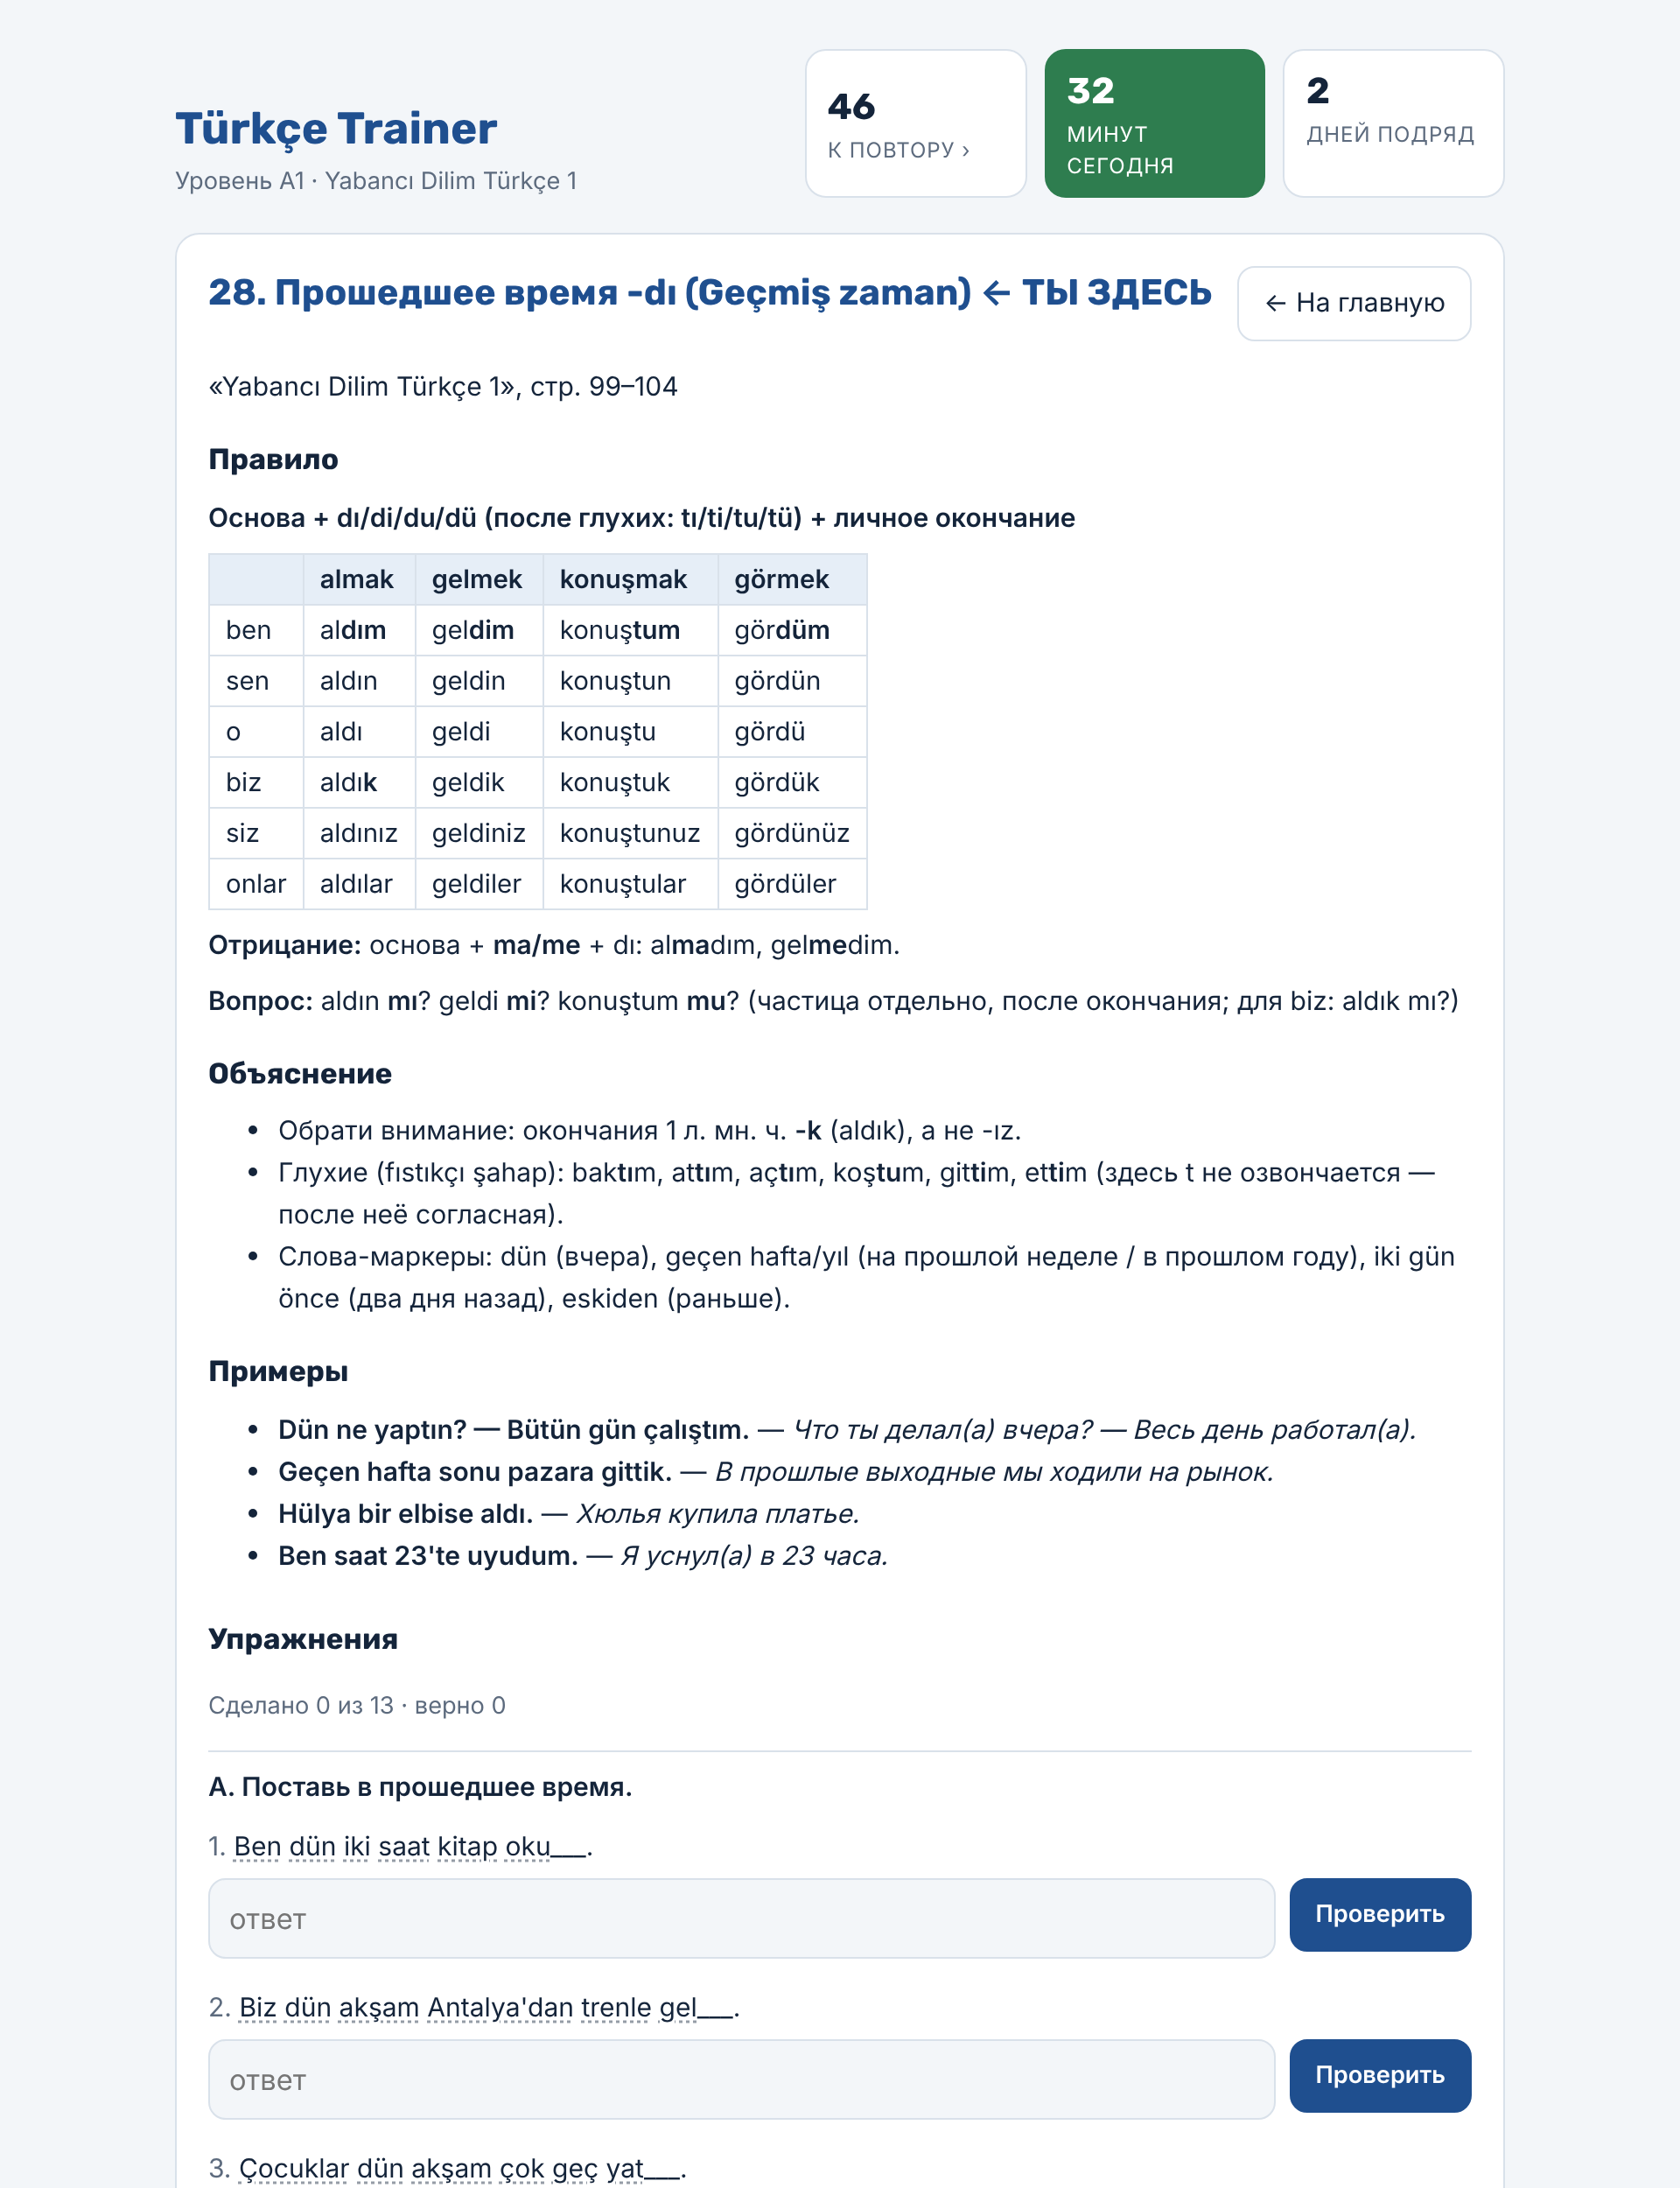 Türkçe Trainer
Уровень A1 · Yabancı Dilim Türkçe 1
46
К ПОВТОРУ ›
32
МИНУТ
СЕГОДНЯ
2
ДНЕЙ ПОДРЯД
28. Прошедшее время -dı (Geçmiş zaman) ← ТЫ ЗДЕСЬ
← На главную
«Yabancı Dilim Türkçe 1», стр. 99–104
Правило
Основа + dı/di/du/dü (после глухих: tı/ti/tu/tü) + личное окончание
almak gelmek konuşmak görmek
ben aldım geldim konuştum gördüm
sen aldın geldin konuştun gördün
o aldı geldi konuştu gördü
biz aldık geldik konuştuk gördük
siz aldınız geldiniz konuştunuz gördünüz
onlar aldılar geldiler konuştular gördüler
Отрицание: основа + ma/me + dı: almadım, gelmedim.
Вопрос: aldın mı? geldi mi? konuştum mu? (частица отдельно, после окончания; для biz: aldık mı?)
Объяснение
• Обрати внимание: окончания 1 л. мн. ч. -k (aldık), а не -ız.
• Глухие (fıstıkçı şahap): baktım, attım, açtım, koştum, gittim, ettim (здесь t не озвончается —
после неё согласная).
• Слова-маркеры: dün (вчера), geçen hafta/yıl (на прошлой неделе / в прошлом году), iki gün
önce (два дня назад), eskiden (раньше).
Примеры
• Dün ne yaptın? — Bütün gün çalıştım. — Что ты делал(а) вчера? — Весь день работал(а).
• Geçen hafta sonu pazara gittik. — В прошлые выходные мы ходили на рынок.
• Hülya bir elbise aldı. — Хюлья купила платье.
• Ben saat 23'te uyudum. — Я уснул(а) в 23 часа.
Упражнения
Сделано 0 из 13 · верно 0
A. Поставь в прошедшее время.
1. Ben dün iki saat kitap oku___.
ответ
Проверить
2. Biz dün akşam Antalya'dan trenle gel___.
ответ
Проверить
3. Çocuklar dün akşam çok geç yat___.